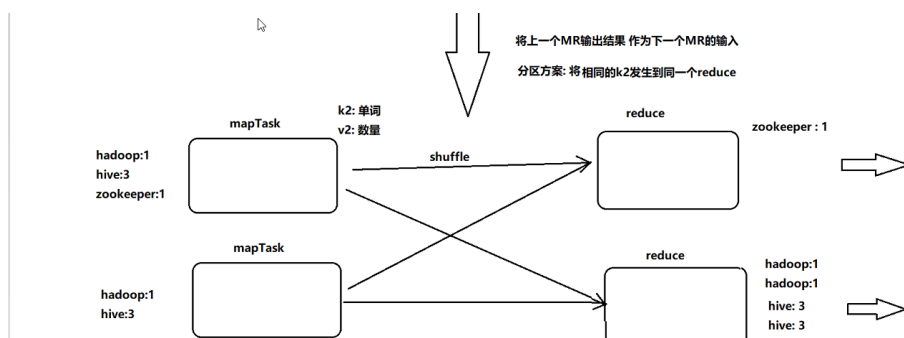 将上一个MR输出结果 作为下一个MR的输入
分区方案: 将 相同的k2发生到同一个reduce
k2: 单词
v2: 数量
mapTask
reduce
zookeeper : 1
hadoop:1
hive:3
zookeeper:1
shuffle
mapTask
reduce
hadoop:1
hadoop:1
hive: 3
hive: 3
hadoop:1
hive:3